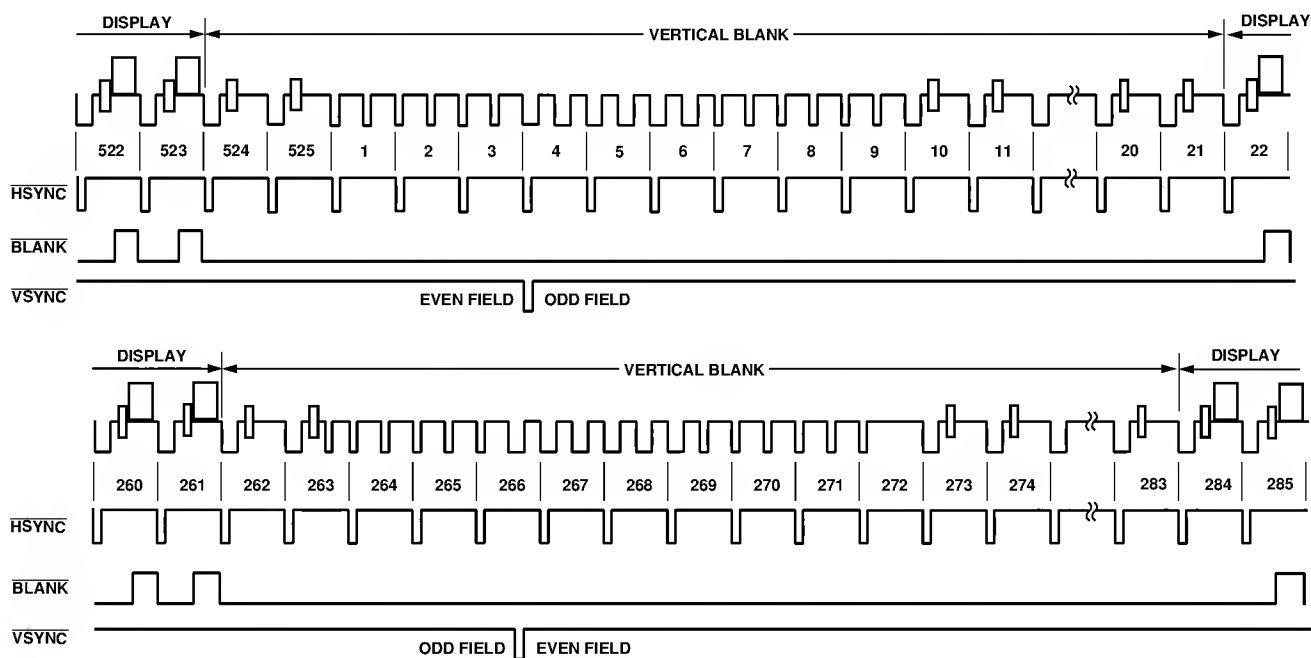 DISPLAY VERTICAL BLANK DISPLAY
522 523 524 525 1 2 3 4 5 6 7 8 9 10 11 20 21 22
HSYNC
BLANK
VSYNC
EVEN FIELD ODD FIELD
DISPLAY VERTICAL BLANK DISPLAY
260 261 262 263 264 265 266 267 268 269 270 271 272 273 274 283 284 285
HSYNC
BLANK
VSYNC
ODD FIELD EVEN FIELD